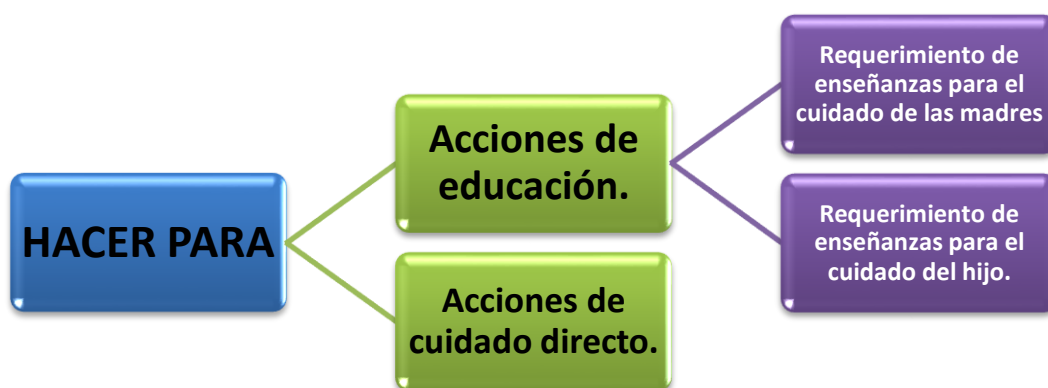 HACER PARA
Acciones de
educación.
Acciones de
cuidado directo.
Requerimiento de
enseñanzas para el
cuidado de las madres
Requerimiento de
enseñanzas para el
cuidado del hijo.